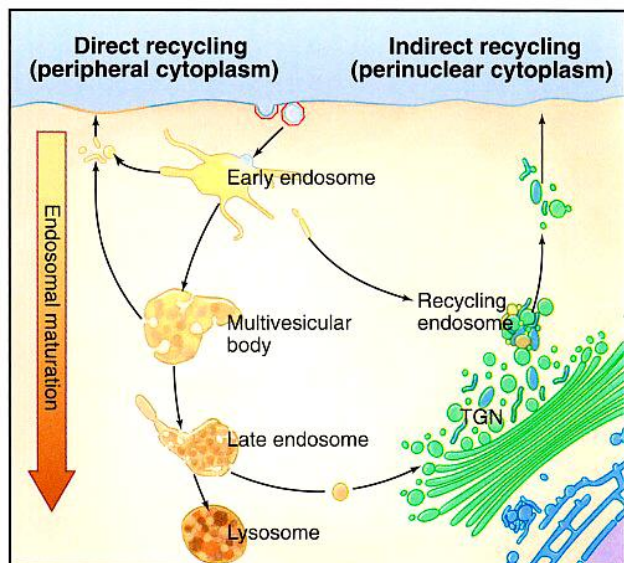 Direct recycling
(peripheral cytoplasm)
Indirect recycling
(perinuclear cytoplasm)
Endosomal maturation
Early endosome
Multivesicular
body
Recycling
endosome
TGN
Late endosome
Lysosome